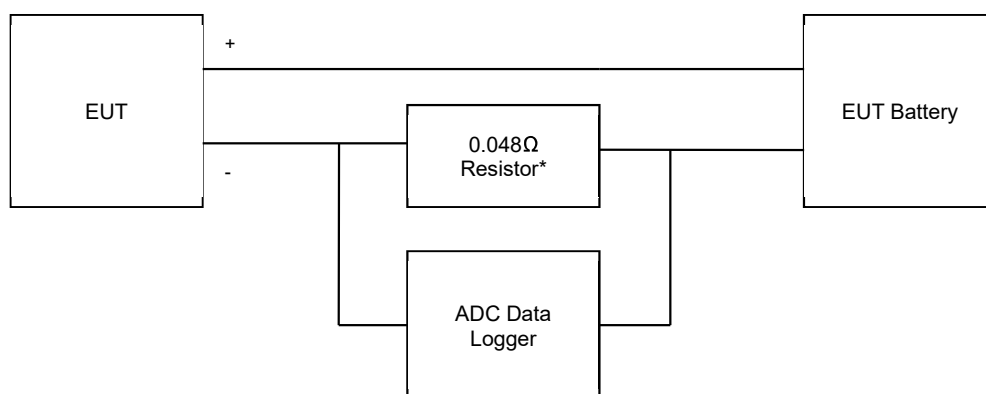 +
EUT
EUT Battery
0.048Ω
Resistor*
-
ADC Data
Logger